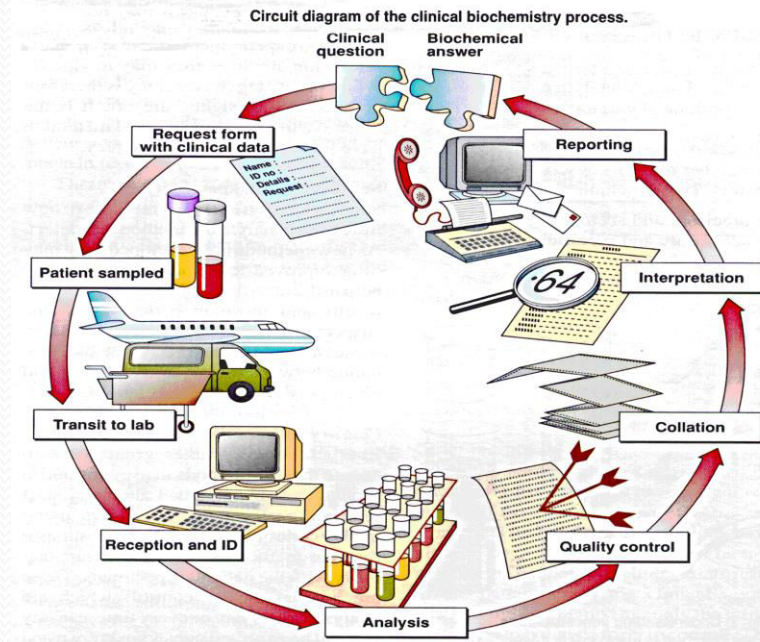 Circuit diagram of the clinical biochemistry process.
Clinical
question
Biochemical
answer
Request form
with clinical data
Name :
ID no :
Details :
Request :
Patient sampled
Transit to lab
Reception and ID
Analysis
Quality control
Collation
Interpretation
·64
Reporting